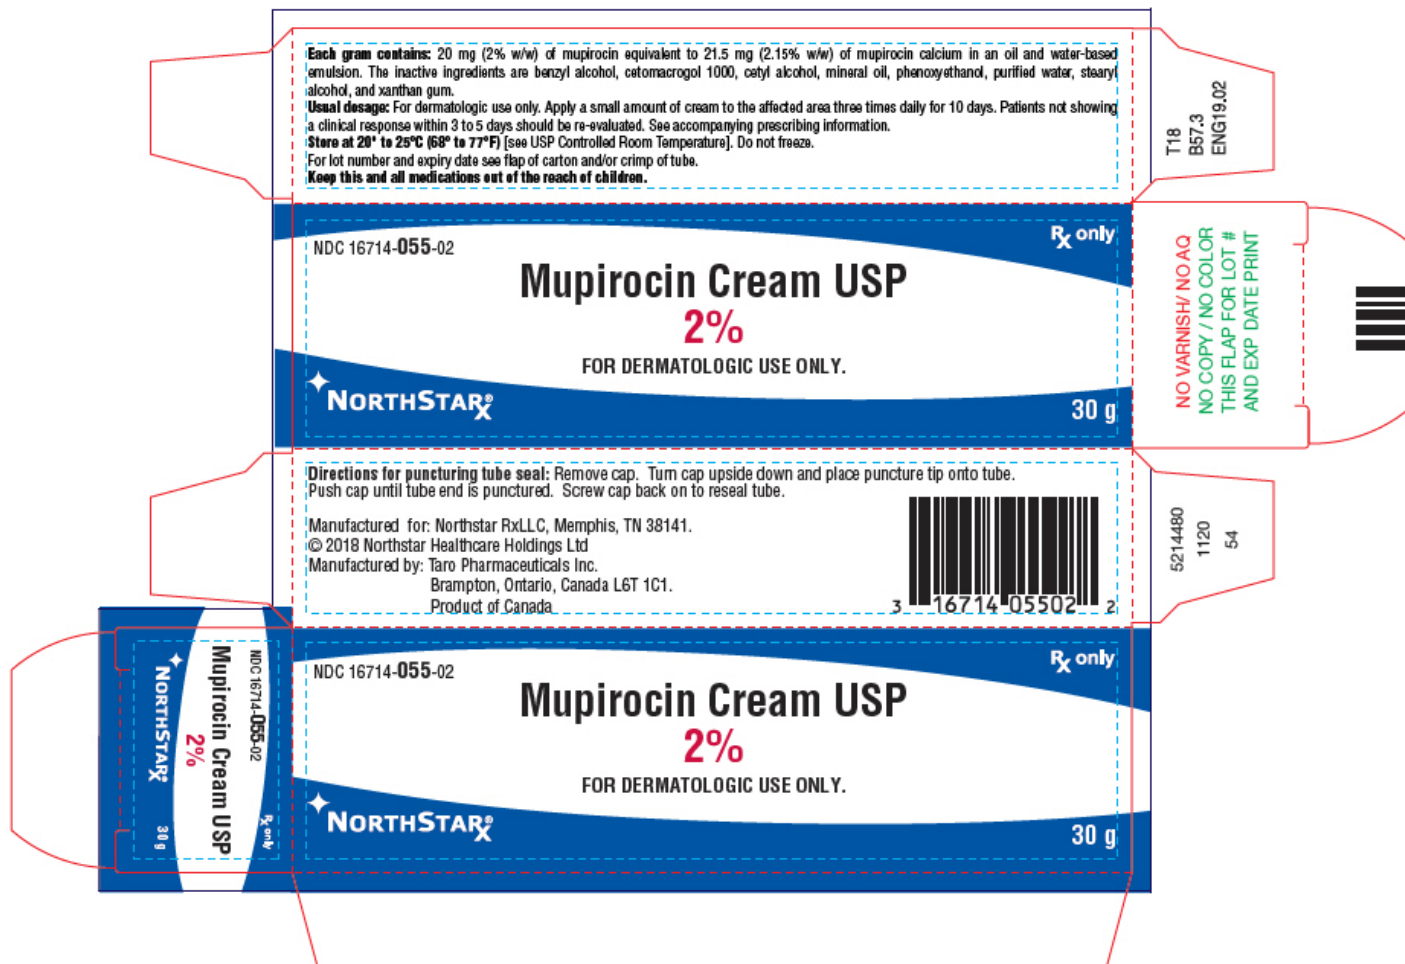 Each gram contains: 20 mg (2% w/w) of mupirocin equivalent to 21.5 mg (2.15% w/w) of mupirocin calcium in an oil and water-based
emulsion. The inactive ingredients are benzyl alcohol, cetomacrogol 1000, cetyl alcohol, mineral oil, phenoxyethanol, purified water, stearyl
alcohol, and xanthan gum.
Usual dosage: For dermatologic use only. Apply a small amount of cream to the affected area three times daily for 10 days. Patients not showing
a clinical response within 3 to 5 days should be re-evaluated. See accompanying prescribing information.
Store at 20° to 25°C (68° to 77°F) [see USP Controlled Room Temperature]. Do not freeze.
For lot number and expiry date see flap of carton and/or crimp of tube.
Keep this and all medications out of the reach of children.
T18
B57.3
ENG19.02
NDC 16714-055-02
Rx only
Mupirocin Cream USP
2%
FOR DERMATOLOGIC USE ONLY.
NORTHSTARx®
30 g
NO VARNISH/ NO AQ
NO COPY / NO COLOR
THIS FLAP FOR LOT #
AND EXP DATE PRINT
Directions for puncturing tube seal: Remove cap. Turn cap upside down and place puncture tip onto tube.
Push cap until tube end is punctured. Screw cap back on to reseal tube.
Manufactured for: Northstar RxLLC, Memphis, TN 38141.
© 2018 Northstar Healthcare Holdings Ltd
Manufactured by: Taro Pharmaceuticals Inc.
Brampton, Ontario, Canada L6T 1C1.
Product of Canada
3 16714 05502 2
5214480
1120
54
NDC 16714-055-02
Rx only
Mupirocin Cream USP
2%
NORTHSTARx®
30 g
NDC 16714-055-02
Rx only
Mupirocin Cream USP
2%
FOR DERMATOLOGIC USE ONLY.
NORTHSTARx®
30 g